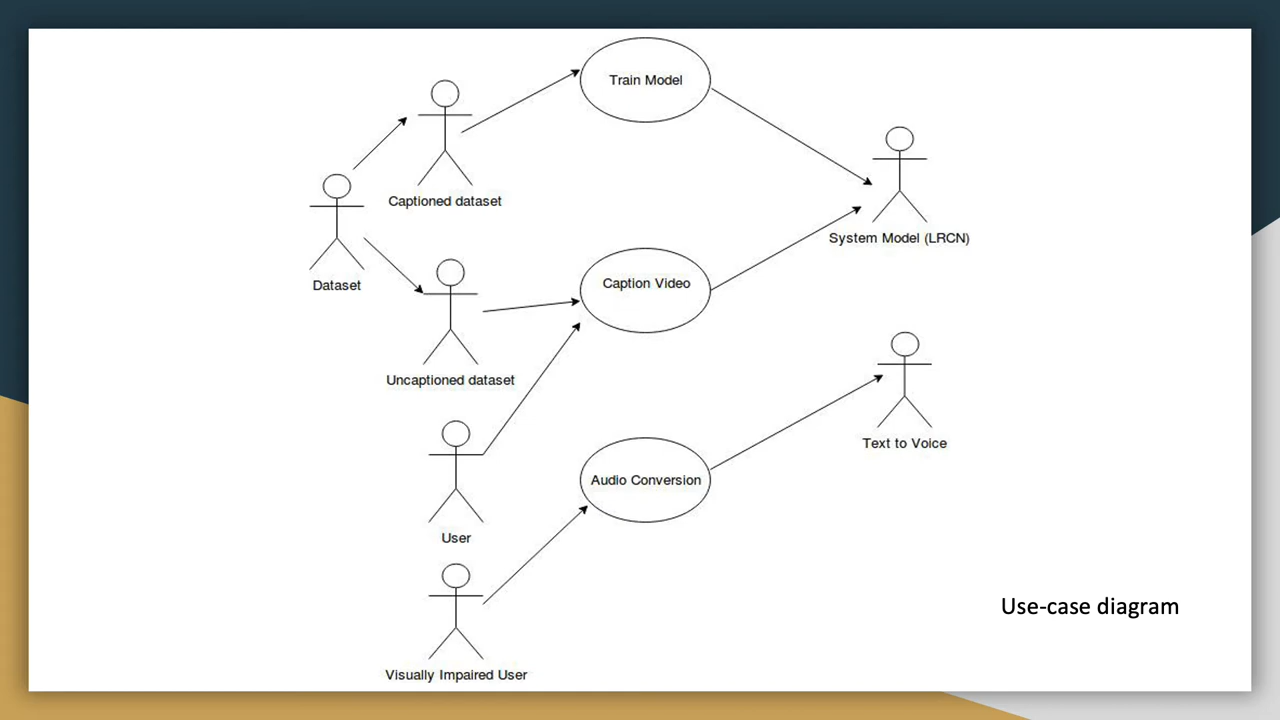 Train Model
Captioned dataset
System Model (LRCN)
Dataset
Caption Video
Uncaptioned dataset
Text to Voice
Audio Conversion
User
Use-case diagram
Visually Impaired User